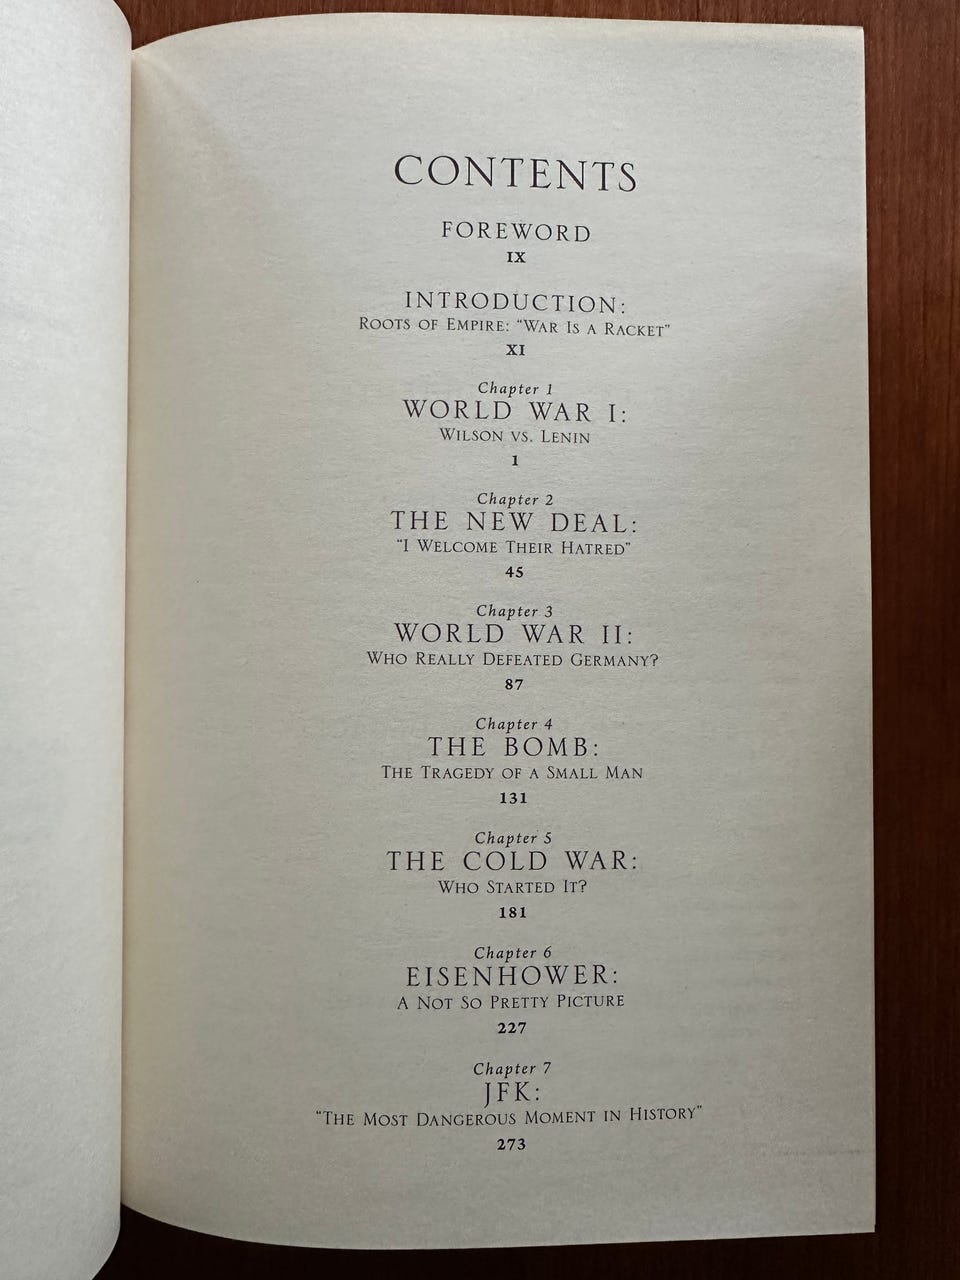 CONTENTS
FOREWORD
IX
INTRODUCTION:
ROOTS OF EMPIRE: “WAR IS A RACKET”
XI
Chapter 1
WORLD WAR I:
WILSON VS. LENIN
1
Chapter 2
THE NEW DEAL:
“I WELCOME THEIR HATRED”
45
Chapter 3
WORLD WAR II:
WHO REALLY DEFEATED GERMANY?
87
Chapter 4
THE BOMB:
THE TRAGEDY OF A SMALL MAN
131
Chapter 5
THE COLD WAR:
WHO STARTED IT?
181
Chapter 6
EISENHOWER:
A NOT SO PRETTY PICTURE
227
Chapter 7
JFK:
“THE MOST DANGEROUS MOMENT IN HISTORY”
273